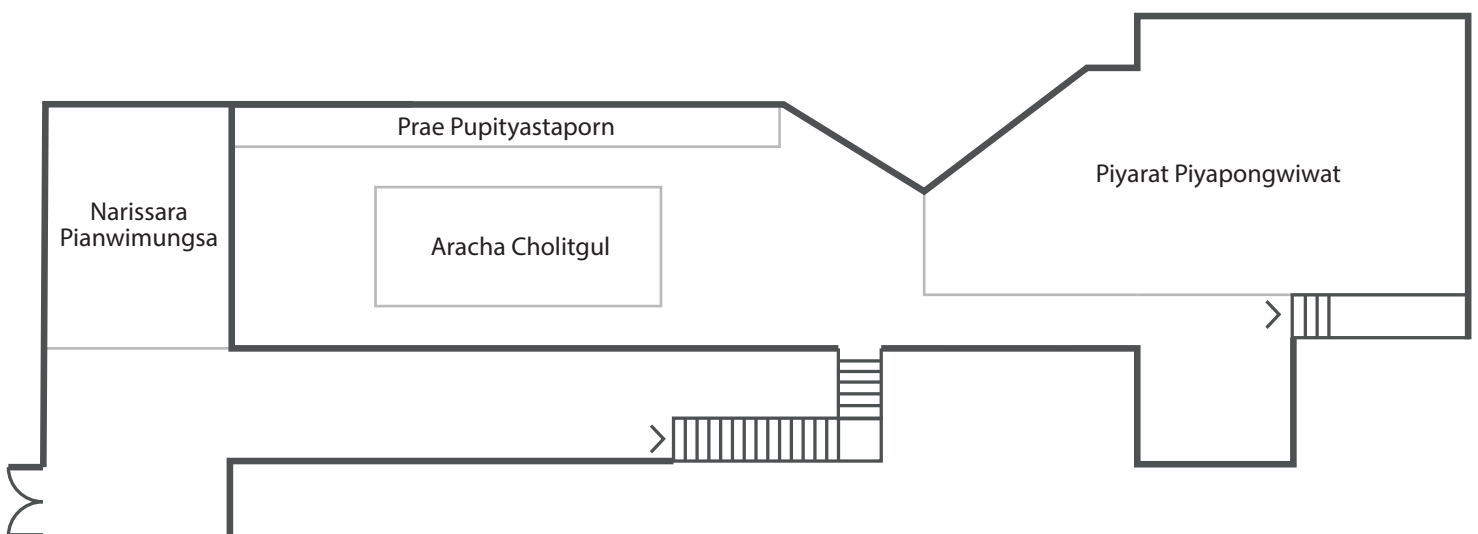 Prae Pupityastaporn
Narissara
Pianwimungsa
Aracha Cholitgul
Piyarat Piyapongwiwat